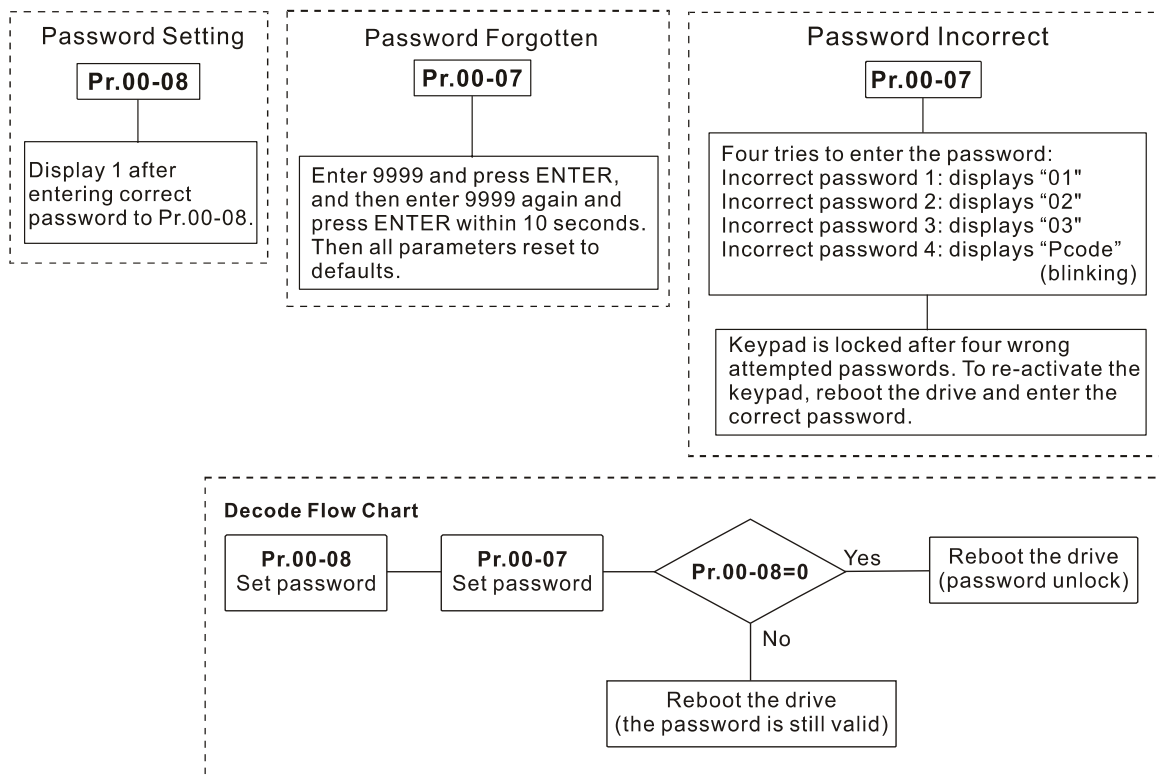 Password Setting
Pr.00-08
Display 1 after
entering correct
password to Pr.00-08.
Password Forgotten
Pr.00-07
Enter 9999 and press ENTER,
and then enter 9999 again and
press ENTER within 10 seconds.
Then all parameters reset to
defaults.
Password Incorrect
Pr.00-07
Four tries to enter the password:
Incorrect password 1: displays “01"
Incorrect password 2: displays “02"
Incorrect password 3: displays “03"
Incorrect password 4: displays “Pcode”
(blinking)
Keypad is locked after four wrong
attempted passwords. To re-activate the
keypad, reboot the drive and enter the
correct password.
Decode Flow Chart
Pr.00-08
Set password
Pr.00-07
Set password
Pr.00-08=0
Yes
Reboot the drive
(password unlock)
No
Reboot the drive
(the password is still valid)